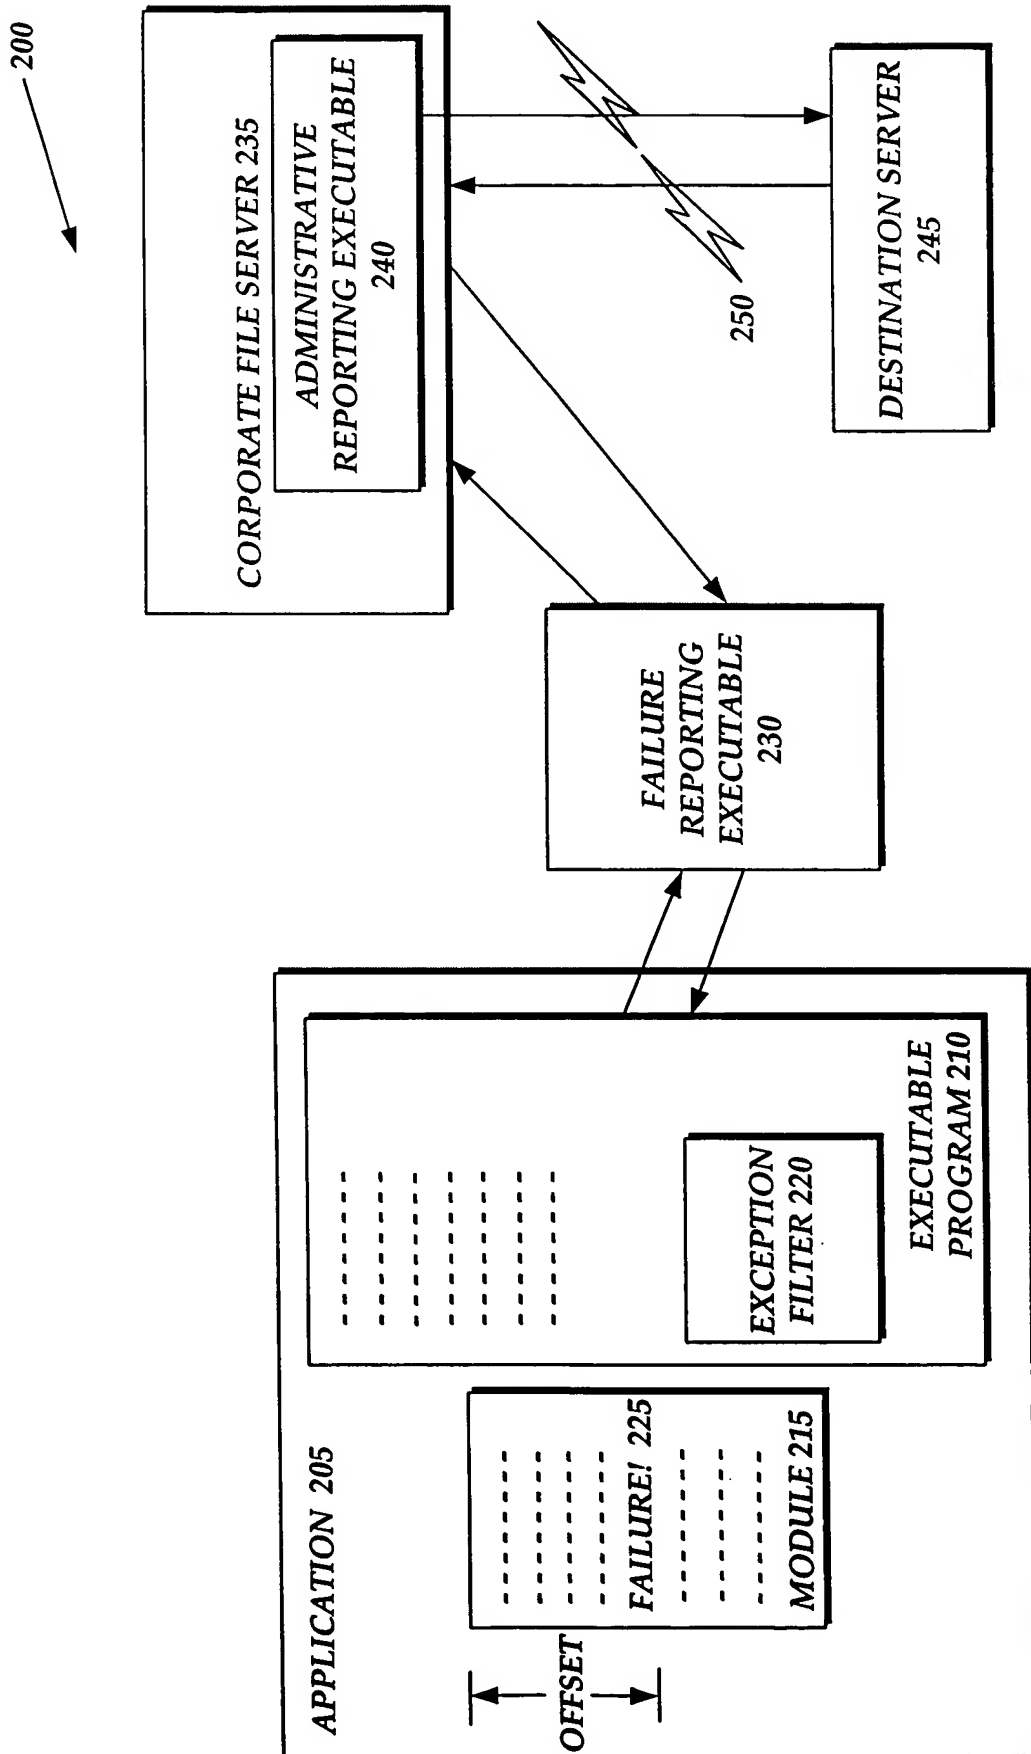 200
APPLICATION 205
OFFSET
FAILURE! 225
MODULE 215
EXCEPTION
FILTER 220
EXECUTABLE
PROGRAM 210
FAILURE
REPORTING
EXECUTABLE
230
CORPORATE FILE SERVER 235
ADMINISTRATIVE
REPORTING EXECUTABLE
240
250
DESTINATION SERVER
245